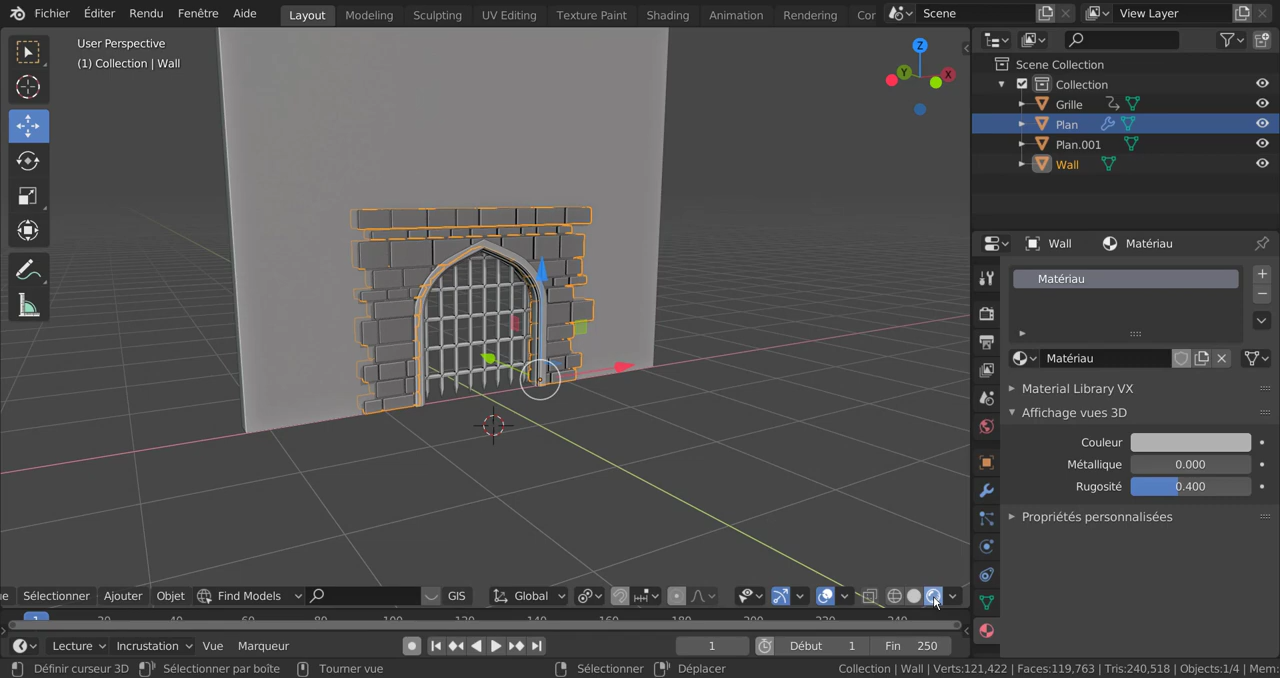 Fichier Éditer Rendu Fenêtre Aide Layout Modeling Sculpting UV Editing Texture Paint Shading Animation Rendering Cor Scene View Layer
User Perspective
(1) Collection | Wall
Z
Y
X
Scene Collection
Collection
Grille
Plan
Plan.001
Wall
Wall Matériau
Matériau
Matériau
Material Library VX
Affichage vues 3D
Couleur
Métallique 0.000
Rugosité 0.400
Propriétés personnalisées
Sélectionner Ajouter Objet Find Models GIS Global
1 20
Lecture Incrustation Vue Marqueur 1 Début 1 Fin 250
Définir curseur 3D Sélectionner par boîte Tourner vue Sélectionner Déplacer Collection | Wall | Verts:121,422 | Faces:119,763 | Tris:240,518 | Objects:1/4 | Mem: